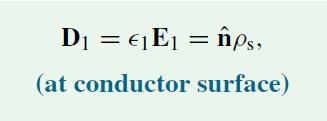 D₁ = ϵ₁E₁ = n̂ρₛ,
(at conductor surface)